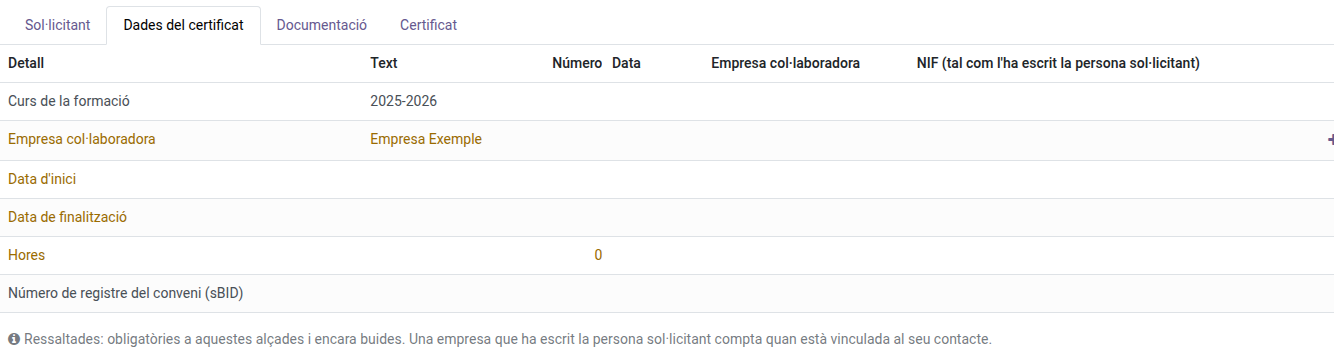 Sol·licitant Dades del certificat Documentació Certificat
Detall Text Número Data Empresa col·laboradora NIF (tal com l'ha escrit la persona sol·licitant)
Curs de la formació 2025-2026
Empresa col·laboradora Empresa Exemple
Data d'inici
Data de finalització
Hores 0
Número de registre del conveni (sBID)
Ressaltades: obligatòries a aquestes alçades i encara buides. Una empresa que ha escrit la persona sol·licitant compta quan està vinculada al seu contacte.